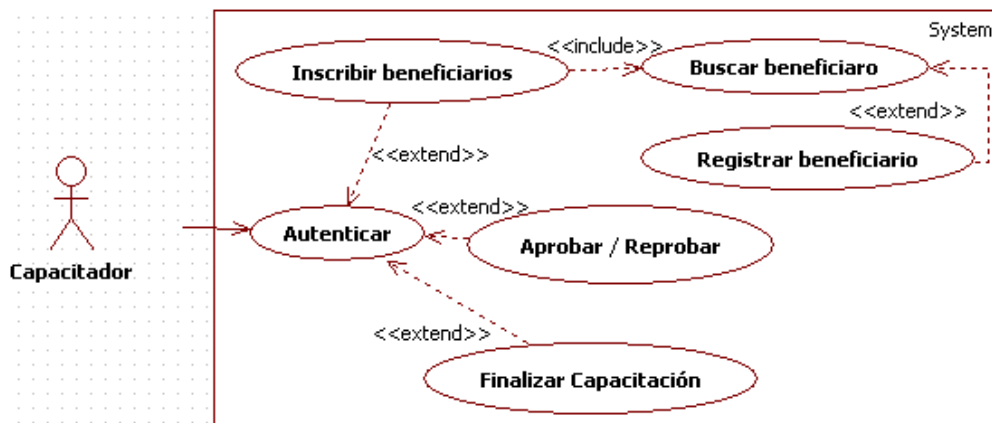 System
<<include>>
Inscribir beneficiarios
Buscar beneficiaro
<<extend>>
<<extend>>
Registrar beneficiario
<<extend>>
Autenticar
Aprobar / Reprobar
Capacitador
<<extend>>
Finalizar Capacitación